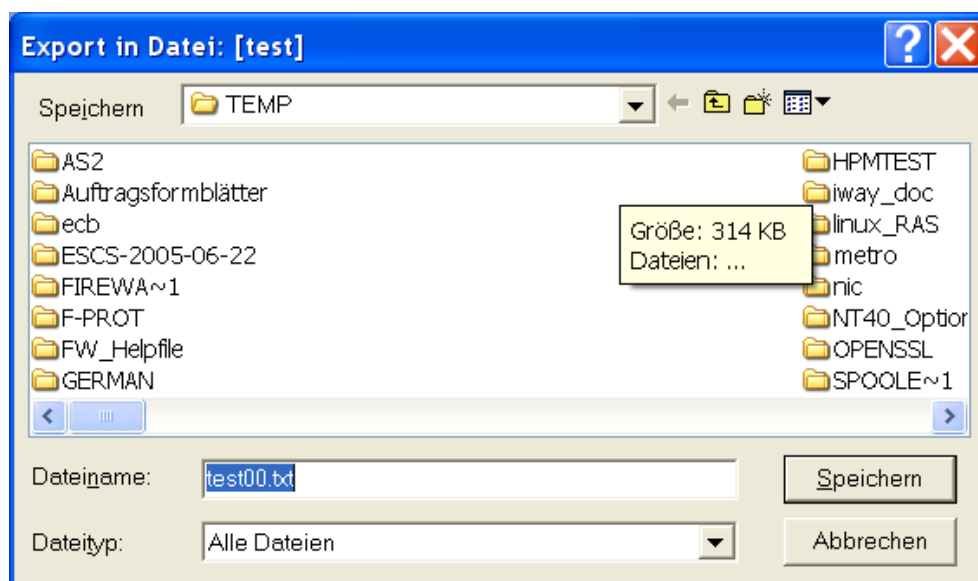 Export in Datei: [test]
Speichern
TEMP
AS2
Auftragsformblätter
ecb
ESCS-2005-06-22
FIREWA~1
F-PROT
FW_Helpfile
GERMAN
HPMTEST
iway_doc
linux_RAS
metro
nic
NT40_Option
OPENSSL
SPOOLE~1
Größe: 314 KB
Dateien: ...
Dateiname:
test00.txt
Speichern
Dateityp:
Alle Dateien
Abbrechen